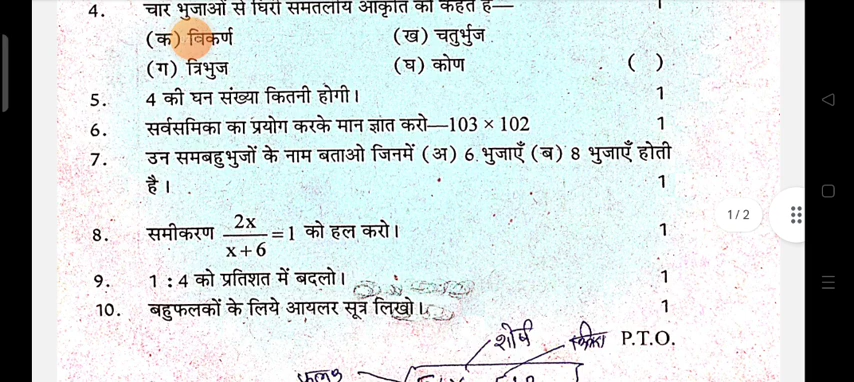 4. चार भुजाओं से घिरी समतलीय आकृति को कहते हैं— 1
(क) विकर्ण (ख) चतुर्भुज
(ग) त्रिभुज (घ) कोण ( )
5. 4 की घन संख्या कितनी होगी। 1
6. सर्वसमिका का प्रयोग करके मान ज्ञात करो—103 × 102 1
7. उन समबहुभुजों के नाम बताओ जिनमें (अ) 6 भुजाएँ (ब) 8 भुजाएँ होती
है। 1
1/2
8. समीकरण 2x/x+6 = 1 को हल करो। 1
9. 1 : 4 को प्रतिशत में बदलो। 1
10. बहुफलकों के लिये आयलर सूत्र लिखो। 1
शीर्ष P.T.O.
फलक